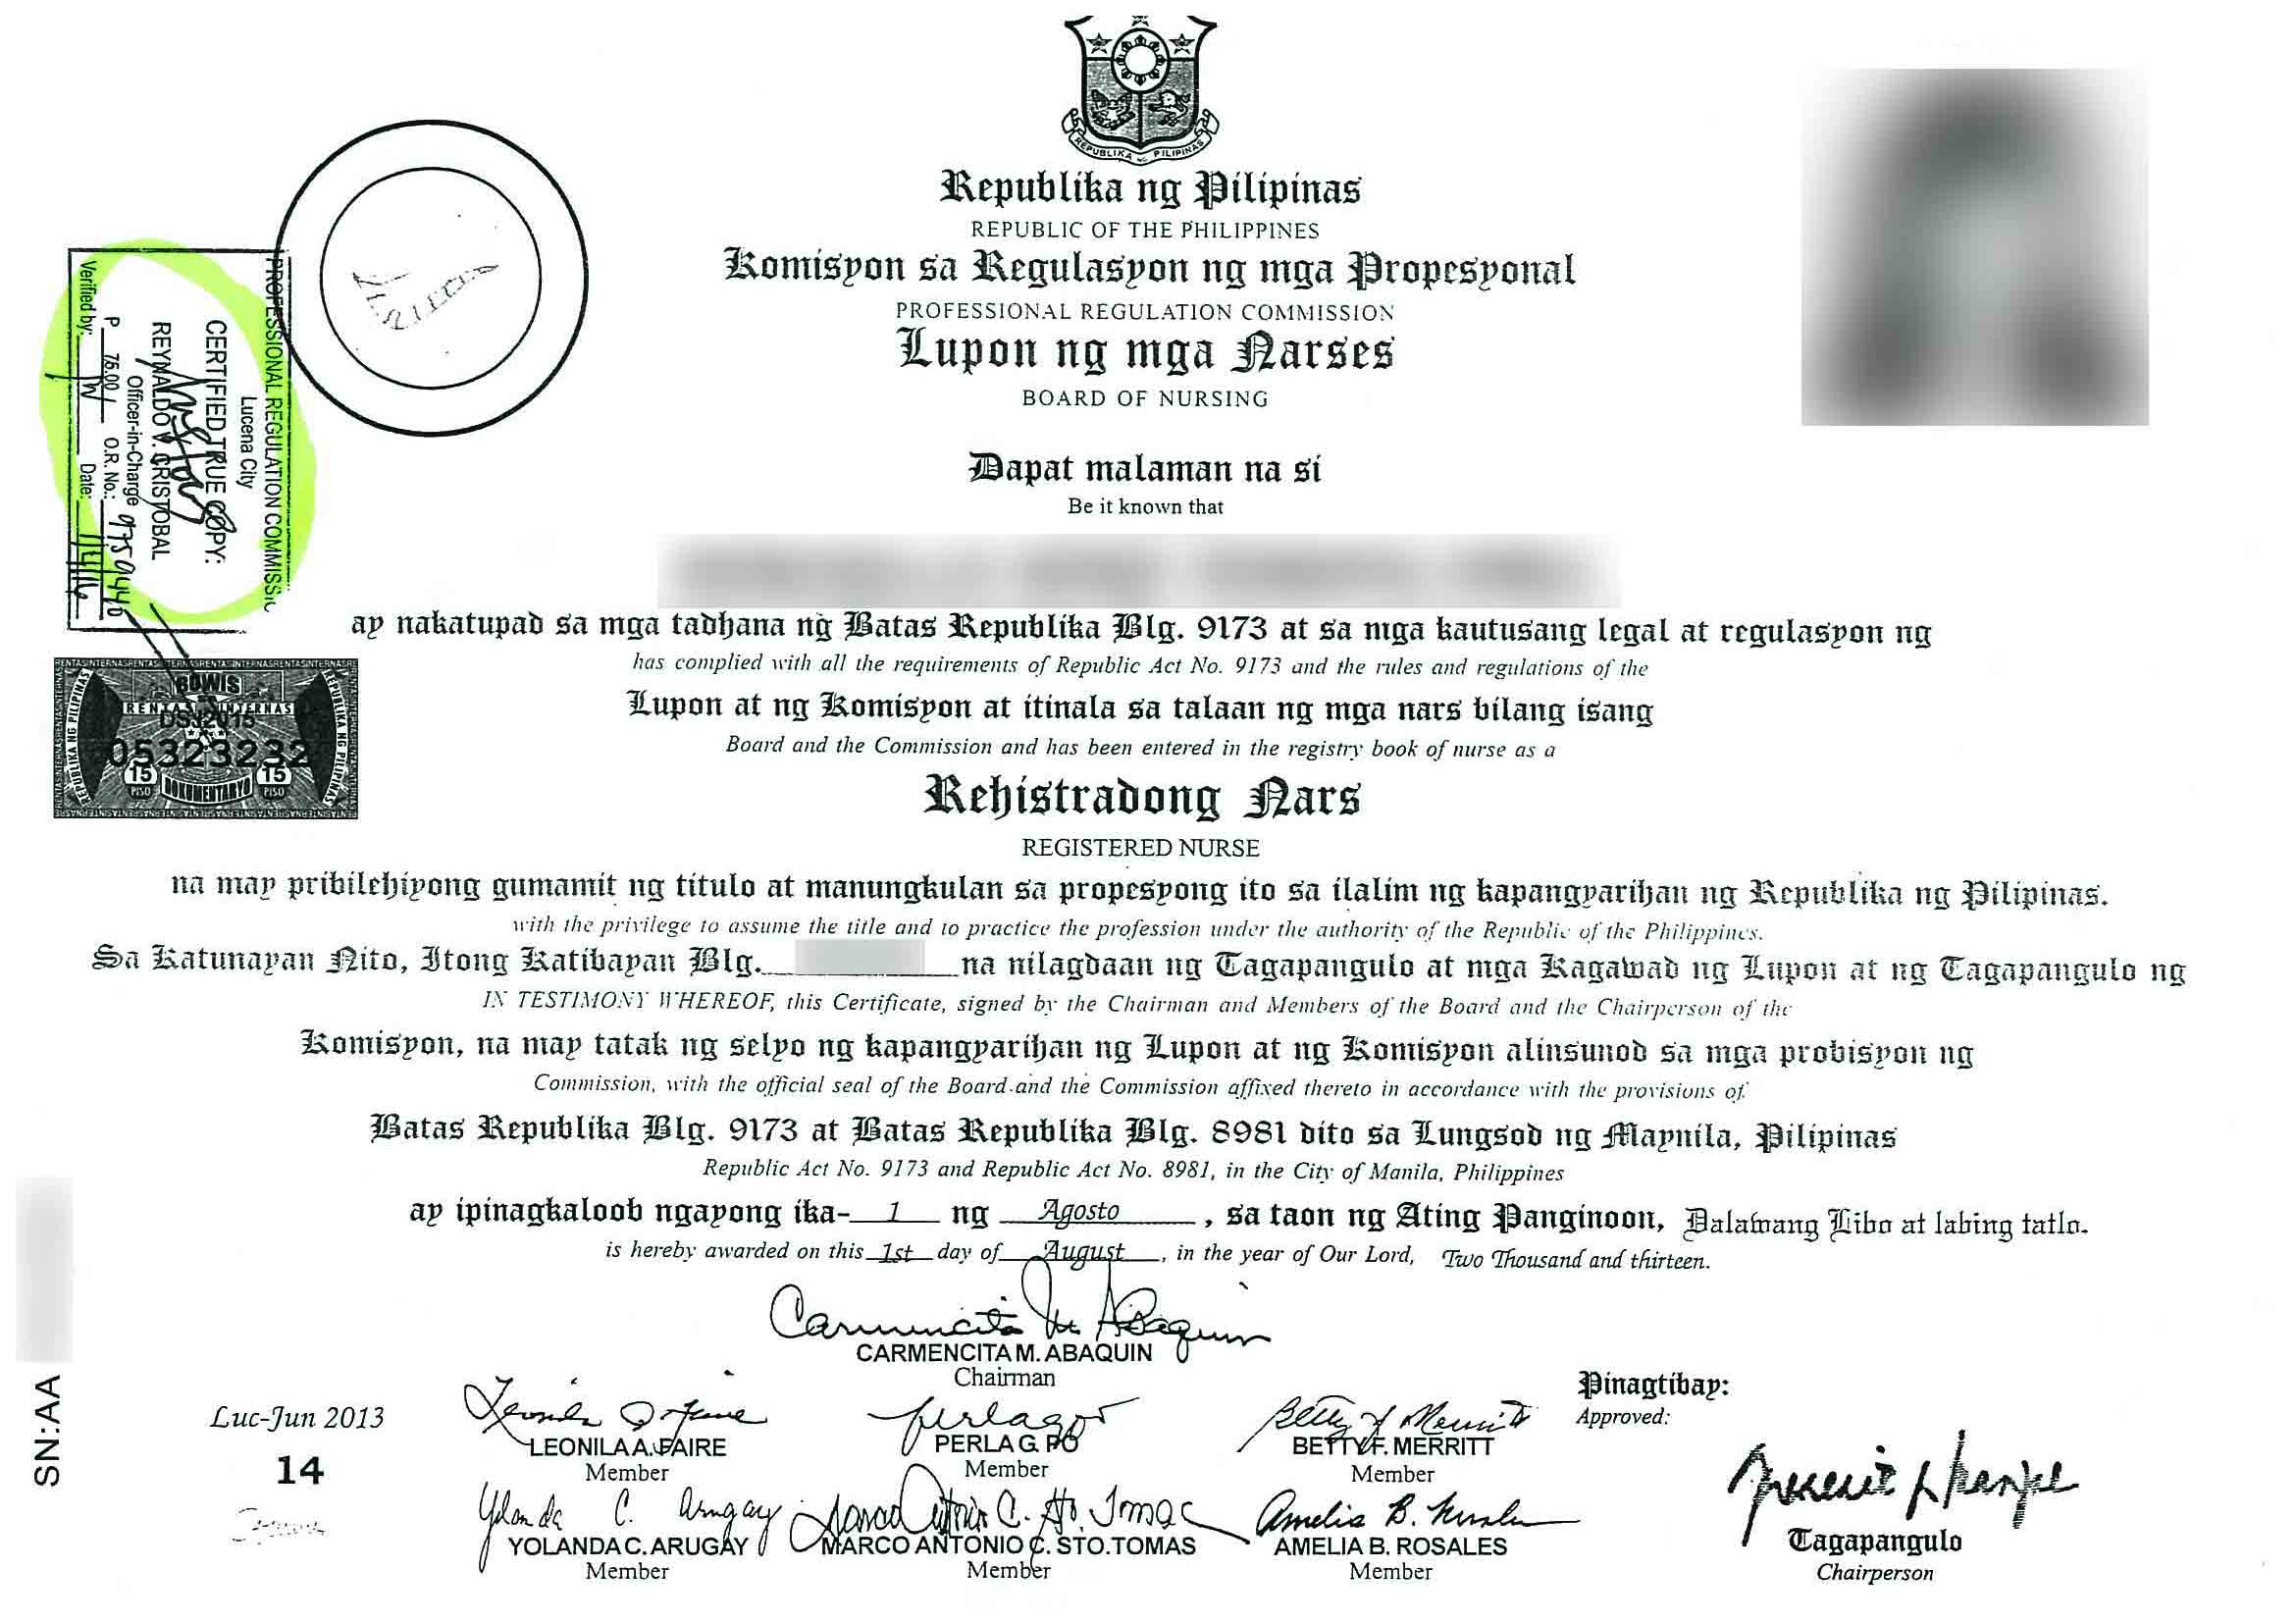 REPUBLIKA NG PILIPINAS
Republika ng Pilipinas
REPUBLIC OF THE PHILIPPINES
Komisyon sa Regulasyon ng mga Propesyonal
PROFESSIONAL REGULATION COMMISSION
Lupon ng mga Narses
BOARD OF NURSING
Dapat malaman na si
Be it known that
ay nakatupad sa mga tadhana ng Batas Republika Blg. 9173 at sa mga kautusang legal at regulasyon ng
has complied with all the requirements of Republic Act No. 9173 and the rules and regulations of the
Lupon at ng Komisyon at itinala sa talaan ng mga nars bilang isang
Board and the Commission and has been entered in the registry book of nurse as a
Rehistradong Nars
REGISTERED NURSE
na may pribilehiyong gumamit ng titulo at manungkulan sa propesyong ito sa ilalim ng kapangyarihan ng Republika ng Pilipinas.
with the privilege to assume the title and to practice the profession under the authority of the Republic of the Philippines.
Sa Katunayan Nito, Itong Katibayan Blg. na nilagdaan ng Tagapangulo at mga Kagawad ng Lupon at ng Tagapangulo ng
IN TESTIMONY WHEREOF, this Certificate, signed by the Chairman and Members of the Board and the Chairperson of the
Komisyon, na may tatak ng selyo ng kapangyarihan ng Lupon at ng Komisyon alinsunod sa mga probisyon ng
Commission, with the official seal of the Board and the Commission affixed thereto in accordance with the provisions of
Batas Republika Blg. 9173 at Batas Republika Blg. 8981 dito sa Lungsod ng Maynila, Pilipinas
Republic Act No. 9173 and Republic Act No. 8981, in the City of Manila, Philippines
ay ipinagkaloob ngayong ika- 1 ng Agosto, sa taon ng Ating Panginoon, Dalawang Libo at labing tatlo.
is hereby awarded on this 1st day of August, in the year of Our Lord, Two Thousand and thirteen.
CARMENCITA M. ABAQUIN
Chairman
LEONILA A. FAIRE
Member
PERLA G. PO
Member
BETTY F. MERRITT
Member
YOLANDA C. ARUGAY
Member
MARCO ANTONIO C. STO. TOMAS
Member
AMELIA B. ROSALES
Member
Pinagtibay:
Approved:
Tagapangulo
Chairperson
Luc-Jun 2013
14
SN:AA
PROFESSIONAL REGULATION COMMISSI
Lucena City
CERTIFIED TRUE COPY:
REYNALDO V. CRISTOBAL
Officer-in-Charge
P 75.00 O.R. No.:
Verified by: Date:
RENTASINTERNASRENTASINTERNASRENTASINTERNASRENTASINTERNAS
REPUBLIKA NG PILIPINAS
BUWIS
RENTAS INTERNAS
DSJ2015
05323232
15 PISO DOKUMENTARYO 15 PISO
REPUBLIKA NG PILIPINAS